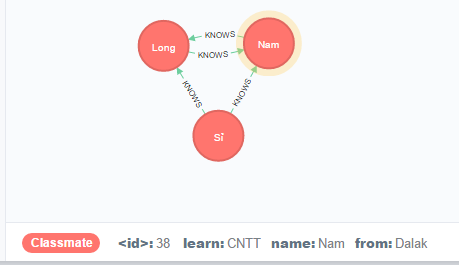 KNOWS
Long
Nam
KNOWS
KNOWS
KNOWS
Sĩ
Classmate <id>: 38 learn: CNTT name: Nam from: Dalak